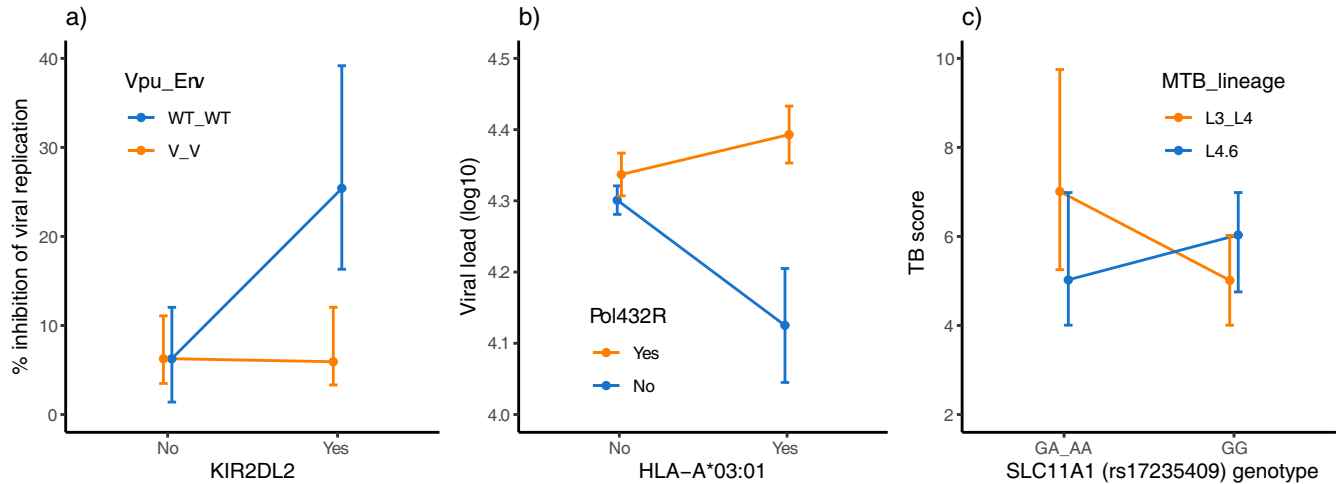 a)
% inhibition of viral replication
40
30
20
10
0
Vpu_Env
WT_WT
V_V
No
Yes
KIR2DL2
b)
Viral load (log10)
4.5
4.4
4.3
4.2
4.1
4.0
Pol432R
Yes
No
No
Yes
HLA−A*03:01
c)
TB score
10
8
6
4
2
MTB_lineage
L3_L4
L4.6
GA_AA
GG
SLC11A1 (rs17235409) genotype